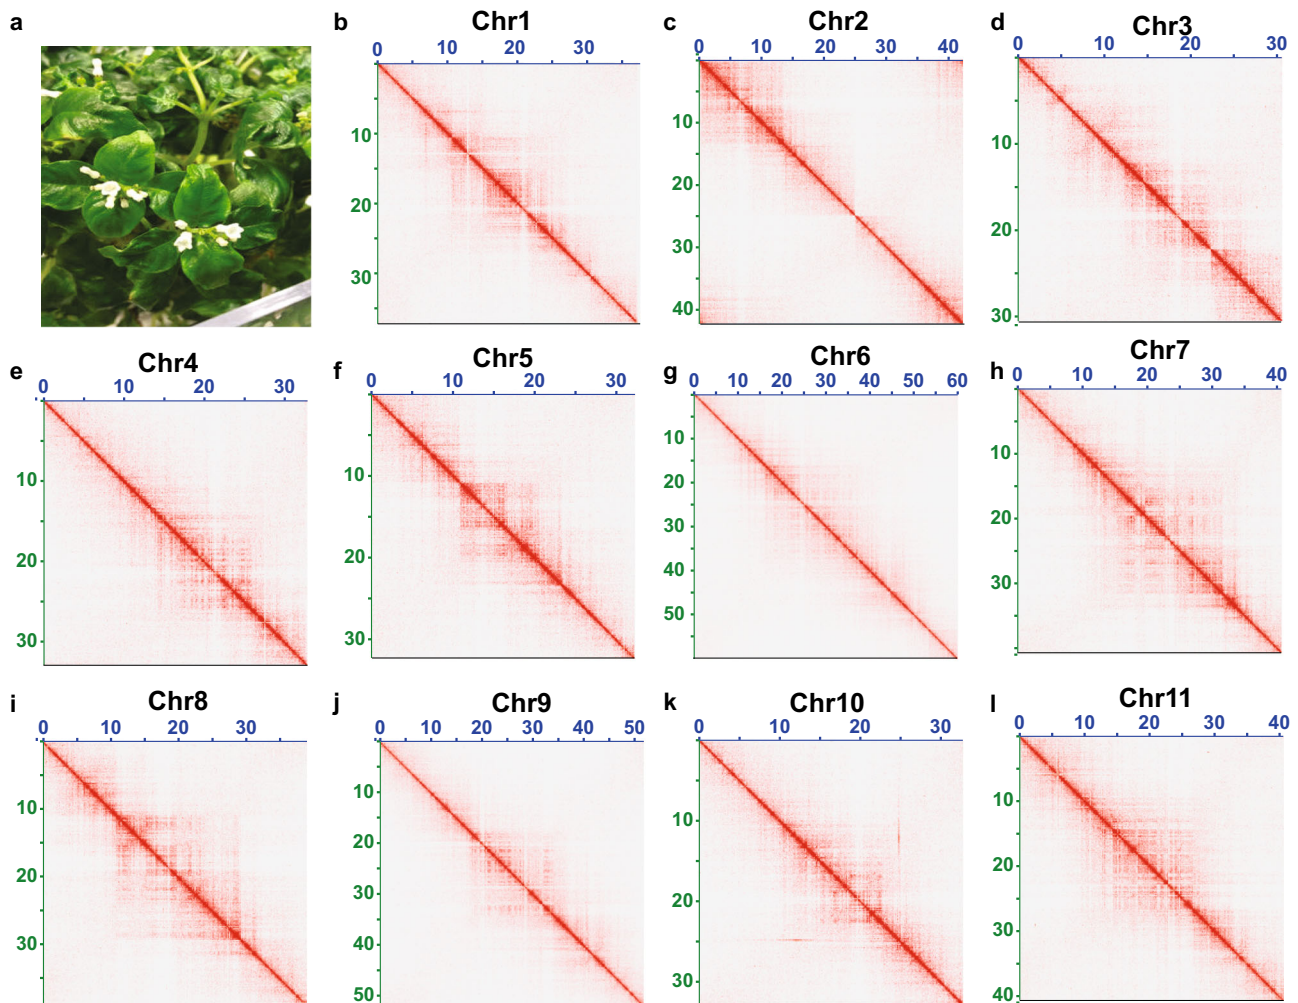 a
b Chr1
0 10 20 30
10
20
30
c Chr2
0 10 20 30 40
10
20
30
40
d Chr3
0 10 20 30
10
20
30
e Chr4
0 10 20 30
10
20
30
f Chr5
0 10 20 30
10
20
30
g Chr6
0 10 20 30 40 50 60
10
20
30
40
50
h Chr7
0 10 20 30 40
10
20
30
i Chr8
0 10 20 30
10
20
30
j Chr9
0 10 20 30 40 50
10
20
30
40
50
k Chr10
0 10 20 30
10
20
30
l Chr11
0 10 20 30 40
10
20
30
40